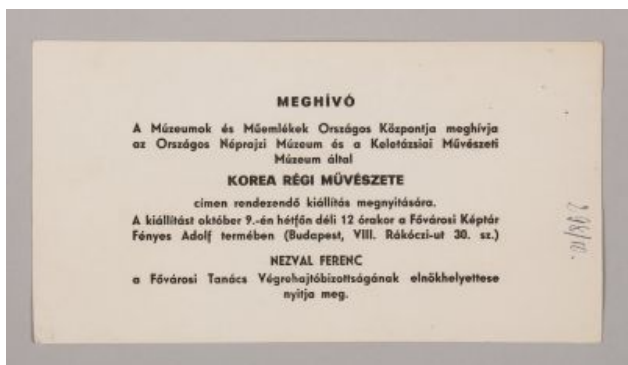 MEGHÍVÓ
A Múzeumok és Műemlékek Országos Központja meghívja
az Országos Néprajzi Múzeum és a Keletázsiai Művészeti
Múzeum által
KOREA RÉGI MŰVÉSZETE
cimen rendezendő kiállítás megnyitására.
A kiállítást október 9.-én hétfőn déli 12 órakor a Fővárosi Képtár
Fényes Adolf termében (Budapest, VIII. Rákóczi-ut 30. sz.)
NEZVAL FERENC
a Fővárosi Tanács Végrehajtóbizottságának elnökhelyettese
nyitja meg.